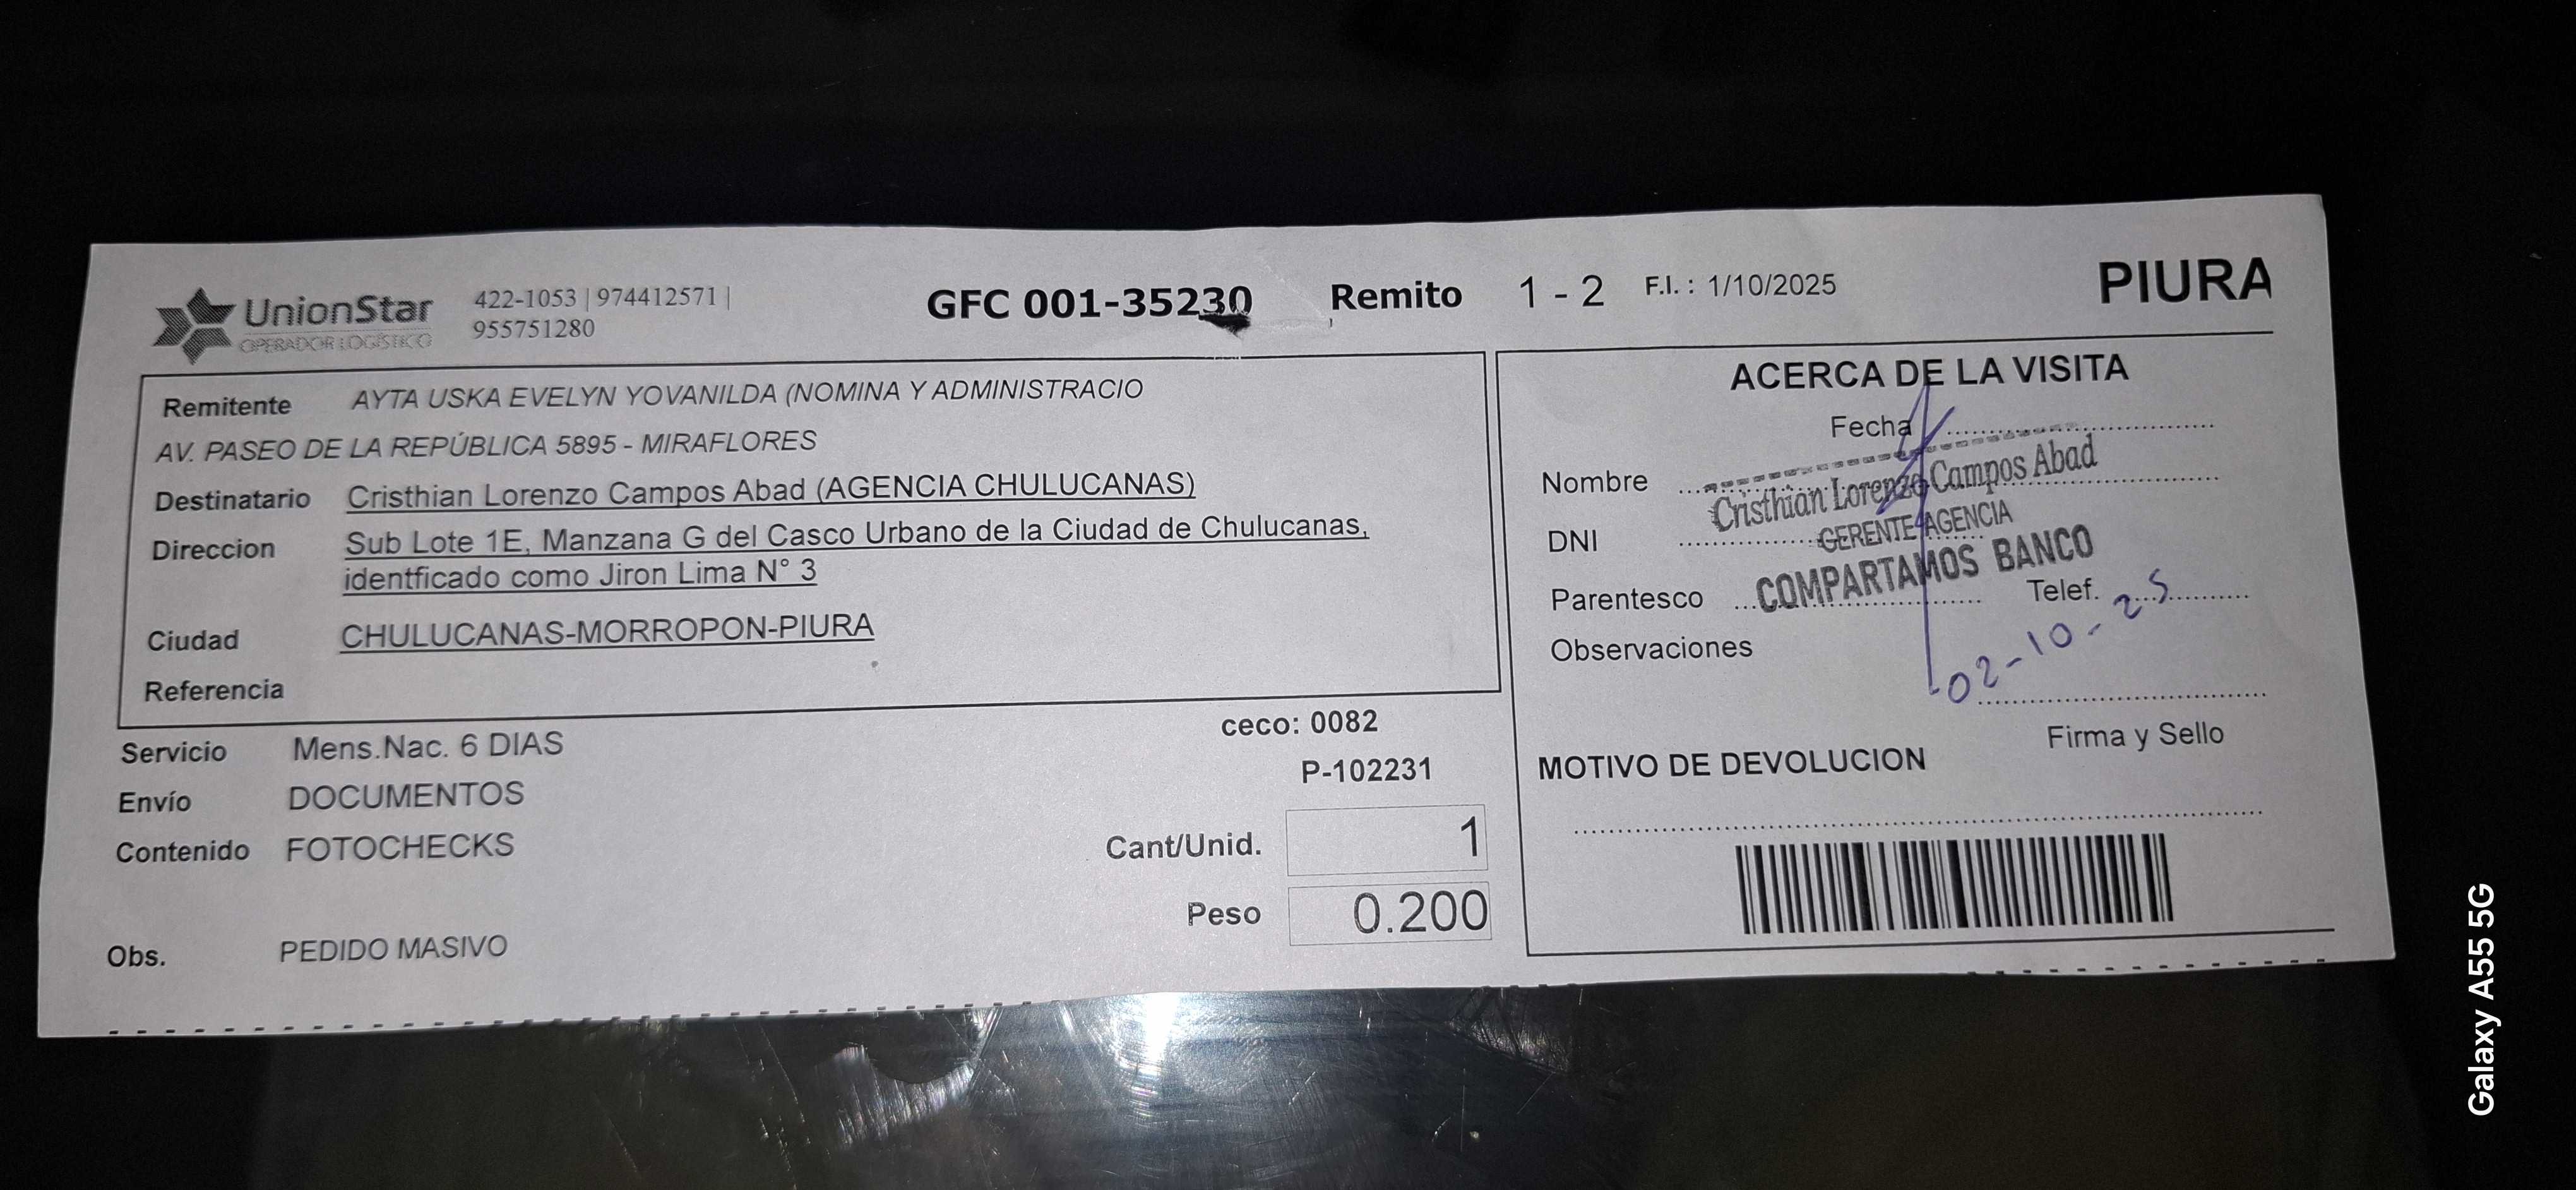 UnionStar
OPERADOR LOGÍSTICO
422-1053 | 974412571 |
955751280
GFC 001-35230 Remito 1 - 2 F.I. : 1/10/2025 PIURA
Remitente AYTA USKA EVELYN YOVANILDA (NOMINA Y ADMINISTRACIO
AV. PASEO DE LA REPÚBLICA 5895 - MIRAFLORES
Destinatario Cristhian Lorenzo Campos Abad (AGENCIA CHULUCANAS)
Direccion Sub Lote 1E, Manzana G del Casco Urbano de la Ciudad de Chulucanas,
identficado como Jiron Lima N° 3
Ciudad CHULUCANAS-MORROPON-PIURA
Referencia
Servicio Mens.Nac. 6 DIAS
Envío DOCUMENTOS
Contenido FOTOCHECKS
Obs. PEDIDO MASIVO
ceco: 0082
P-102231
Cant/Unid. 1
Peso 0.200
ACERCA DE LA VISITA
Fecha
Nombre
Cristhian Lorenzo Campos Abad
DNI
GERENTE AGENCIA
COMPARTAMOS BANCO
Parentesco Telef.
Observaciones
02-10-25
Firma y Sello
MOTIVO DE DEVOLUCION
Galaxy A55 5G